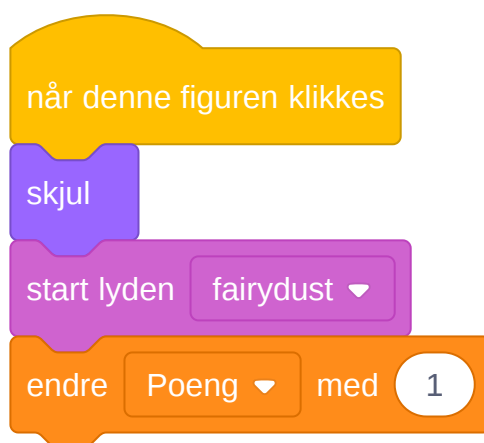 når denne figuren klikkes
skjul
start lyden fairydust
endre Poeng med 1